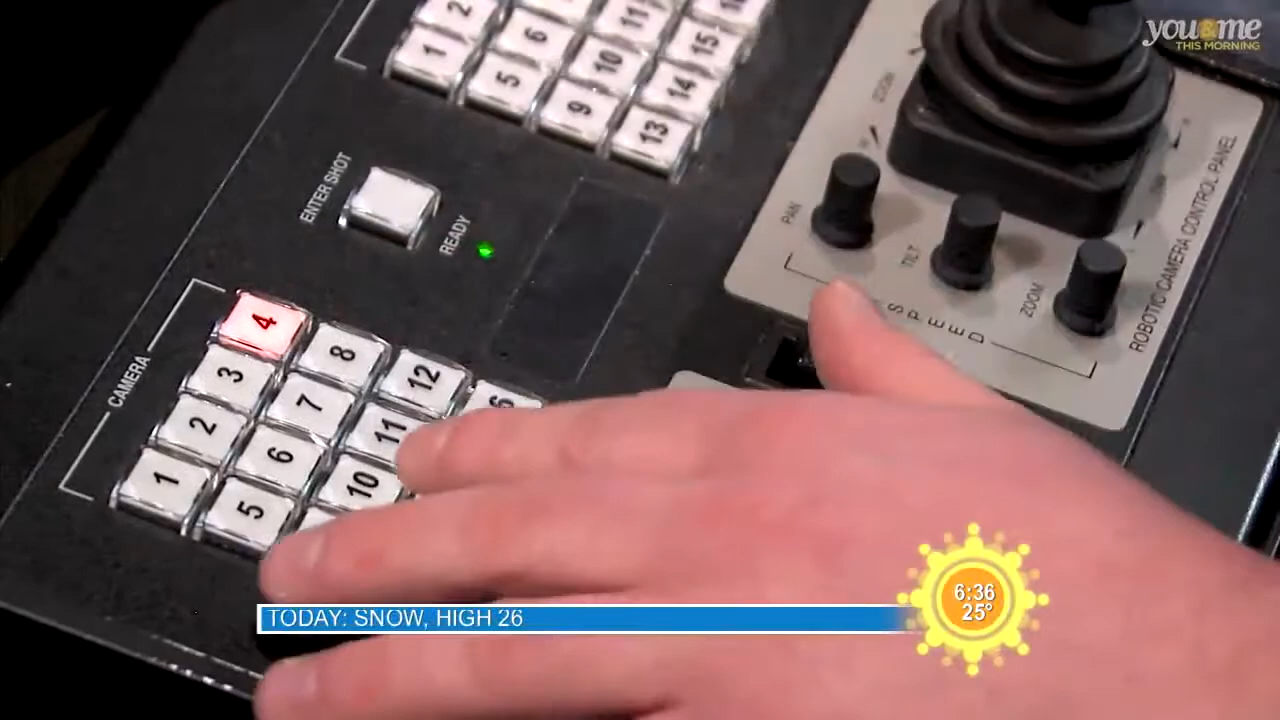 you&me
THIS MORNING
2
6
11
1
5
10
15
9
14
13
ENTER SHOT
READY
ZOOM
PAN
TILT
ZOOM
SPEED
ROBOTIC CAMERA CONTROL PANEL
CAMERA
4
8
12
3
7
11
2
6
10
1
5
TODAY: SNOW, HIGH 26
6:36
25°